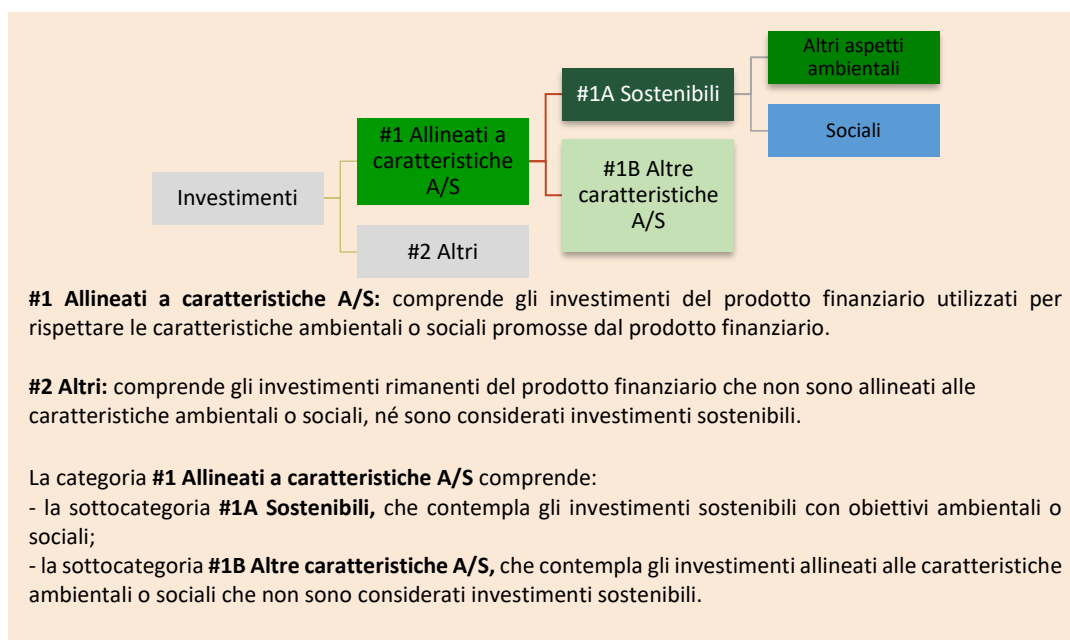 Altri aspetti
ambientali
#1A Sostenibili
#1 Allineati a
caratteristiche
A/S
Sociali
#1B Altre
caratteristiche
A/S
Investimenti
#2 Altri
#1 Allineati a caratteristiche A/S: comprende gli investimenti del prodotto finanziario utilizzati per
rispettare le caratteristiche ambientali o sociali promosse dal prodotto finanziario.
#2 Altri: comprende gli investimenti rimanenti del prodotto finanziario che non sono allineati alle
caratteristiche ambientali o sociali, né sono considerati investimenti sostenibili.
La categoria #1 Allineati a caratteristiche A/S comprende:
- la sottocategoria #1A Sostenibili, che contempla gli investimenti sostenibili con obiettivi ambientali o
sociali;
- la sottocategoria #1B Altre caratteristiche A/S, che contempla gli investimenti allineati alle caratteristiche
ambientali o sociali che non sono considerati investimenti sostenibili.